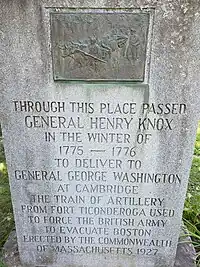 THROUGH THIS PLACE PASSED
GENERAL HENRY KNOX
IN THE WINTER OF
1775 — 1776
TO DELIVER TO
GENERAL GEORGE WASHINGTON
AT CAMBRIDGE
THE TRAIN OF ARTILLERY
FROM FORT TICONDEROGA USED
TO FORCE THE BRITISH ARMY
TO EVACUATE BOSTON
ERECTED BY THE COMMONWEALTH
OF MASSACHUSETTS 1927